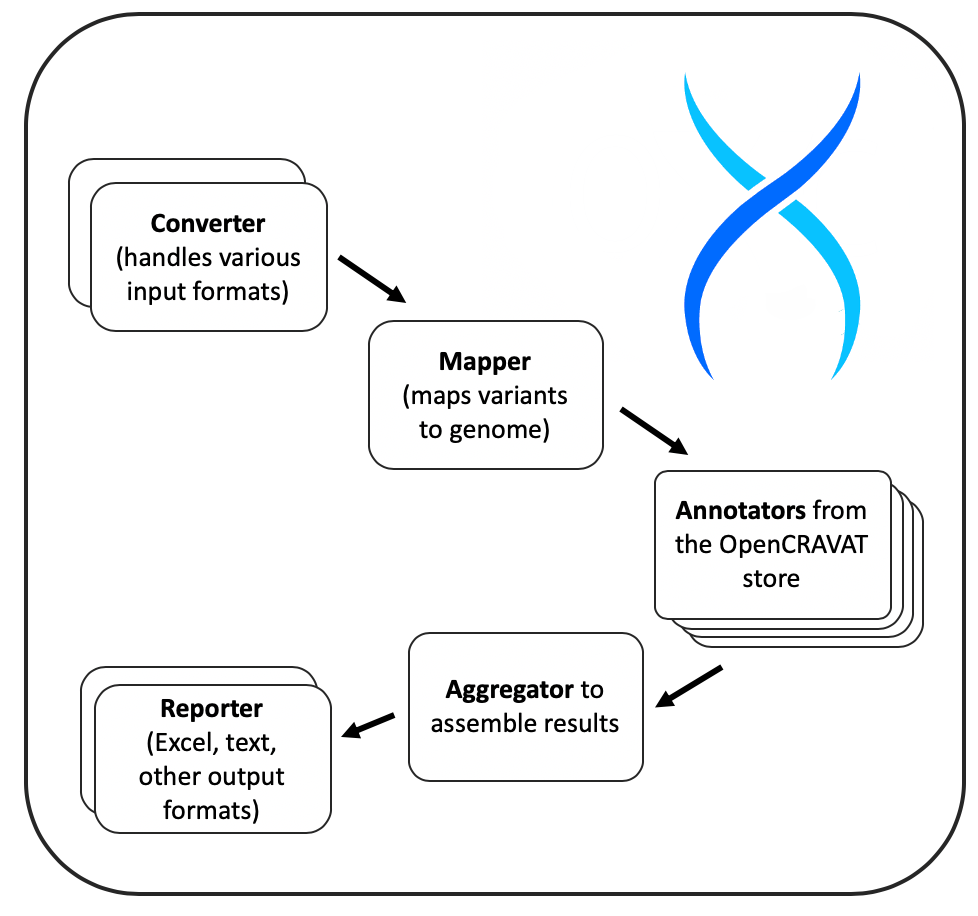 Converter
(handles various
input formats)
Mapper
(maps variants
to genome)
Annotators from
the OpenCRAVAT
store
Aggregator to
assemble results
Reporter
(Excel, text,
other output
formats)